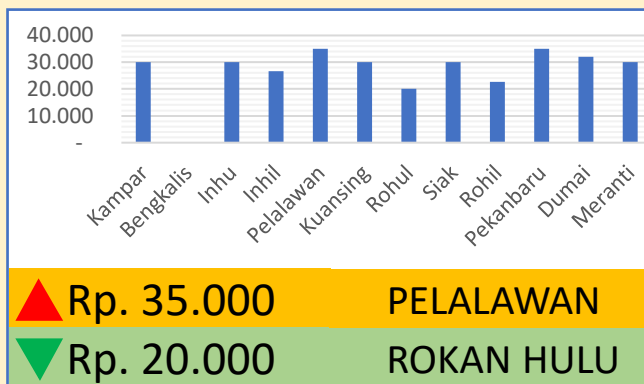 40.000
30.000
20.000
10.000
-
Kampar
Bengkalis
Inhu
Inhil
Pelalawan
Kuansing
Rohul
Siak
Rohil
Pekanbaru
Dumai
Meranti
Rp. 35.000 PELALAWAN
Rp. 20.000 ROKAN HULU